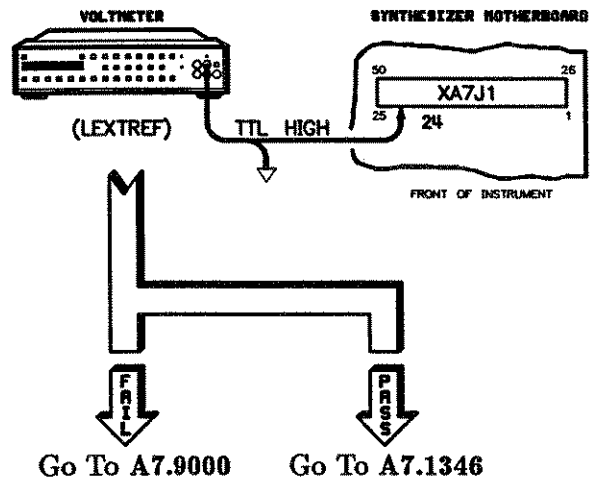 VOLTMETER
SYNTHESIZER MOTHERBOARD
50
26
XA7J1
25
24
1
(LEXTREF)
TTL HIGH
FRONT OF INSTRUMENT
FAIL
PASS
Go To A7.9000
Go To A7.1346